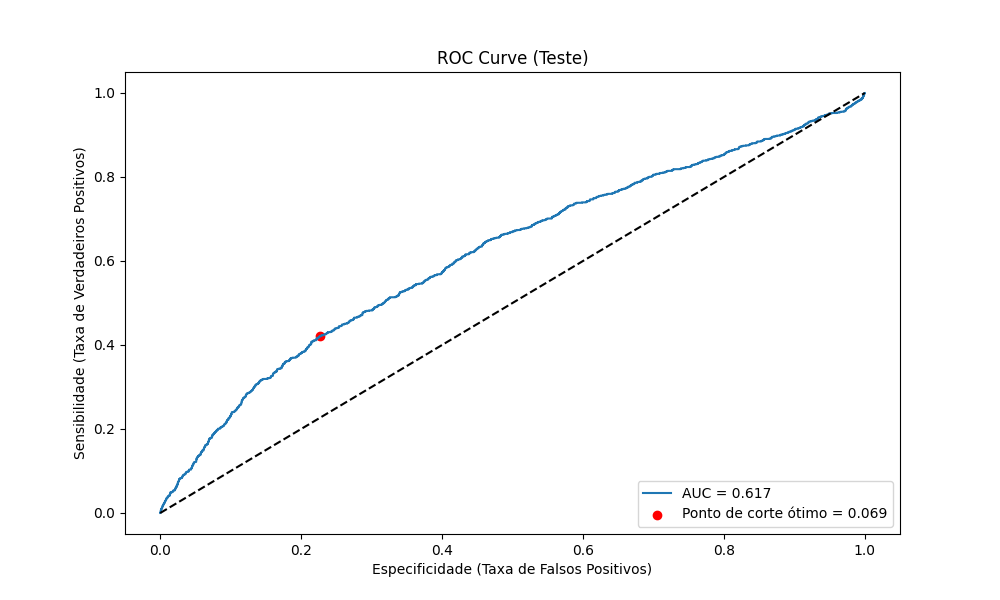 ROC Curve (Teste)
1.0
0.8
0.6
0.4
0.2
0.0
Sensibilidade (Taxa de Verdadeiros Positivos)
AUC = 0.617
Ponto de corte ótimo = 0.069
0.0 0.2 0.4 0.6 0.8 1.0
Especificidade (Taxa de Falsos Positivos)